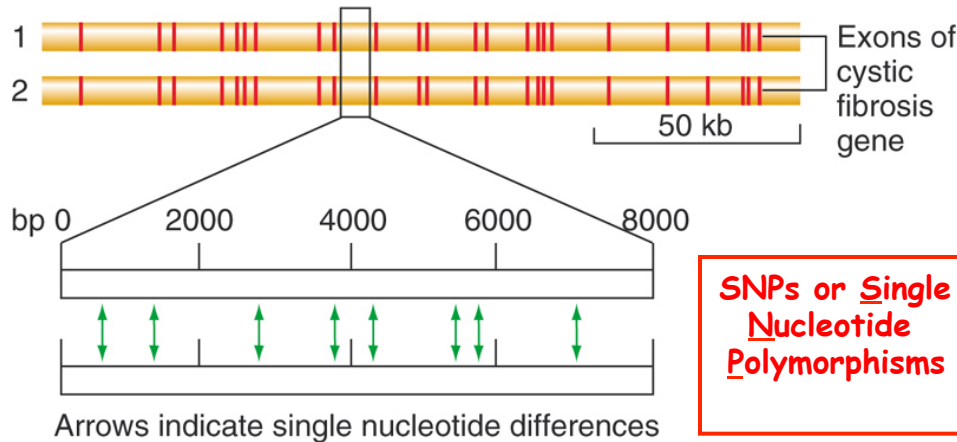 1
2
Exons of
cystic
fibrosis
gene
50 kb
bp 0 2000 4000 6000 8000
SNPs or Single
Nucleotide
Polymorphisms
Arrows indicate single nucleotide differences